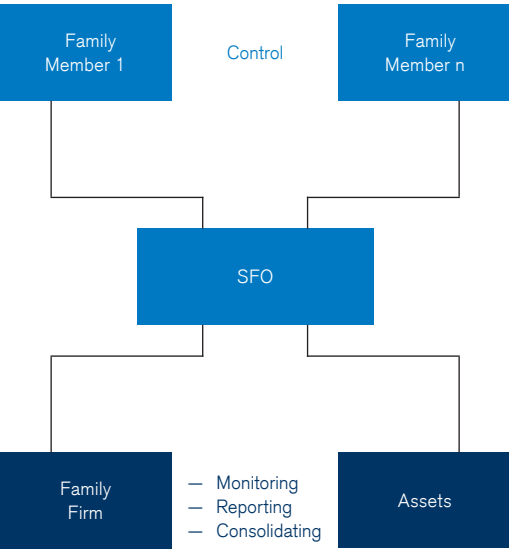 Family
Member 1
Control
Family
Member n
SFO
Family
Firm
— Monitoring
— Reporting
— Consolidating
Assets